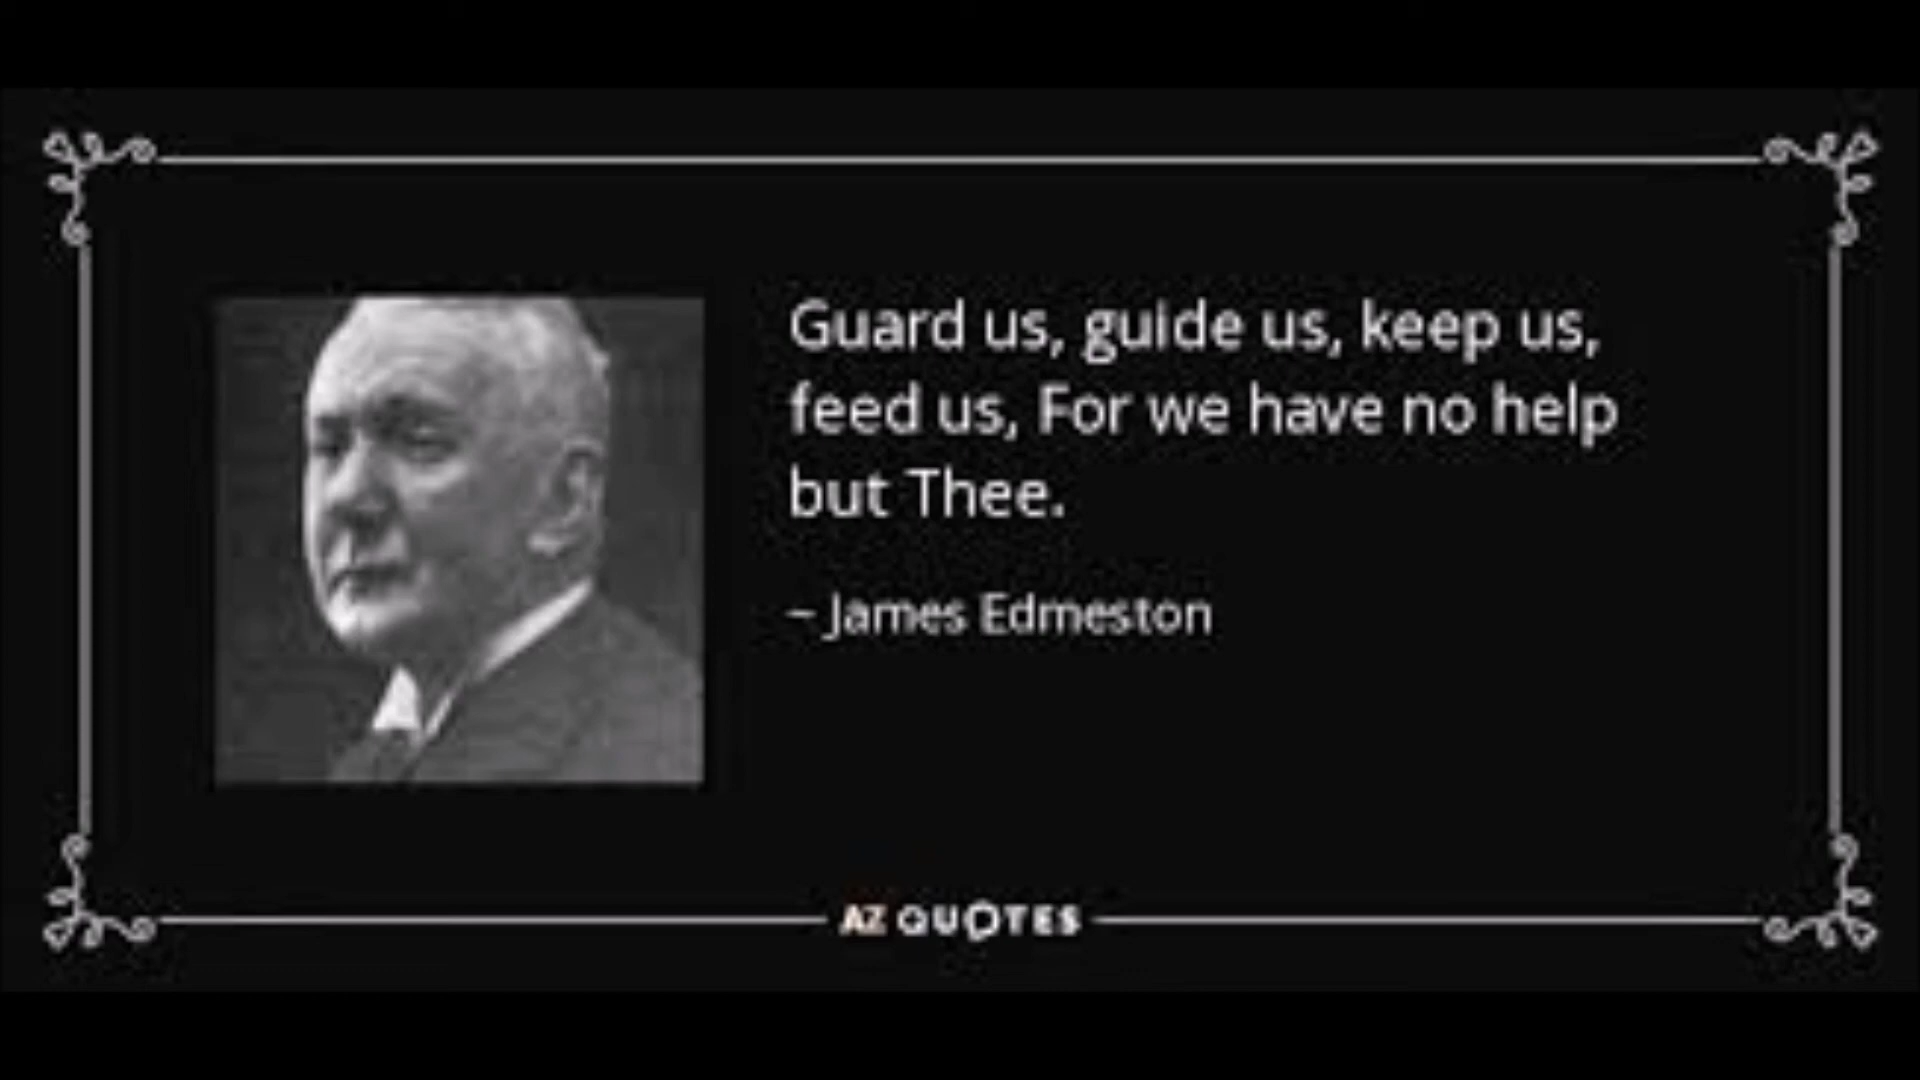 Guard us, guide us, keep us,
feed us, For we have no help
but Thee.
– James Edmeston
AZ QUOTES